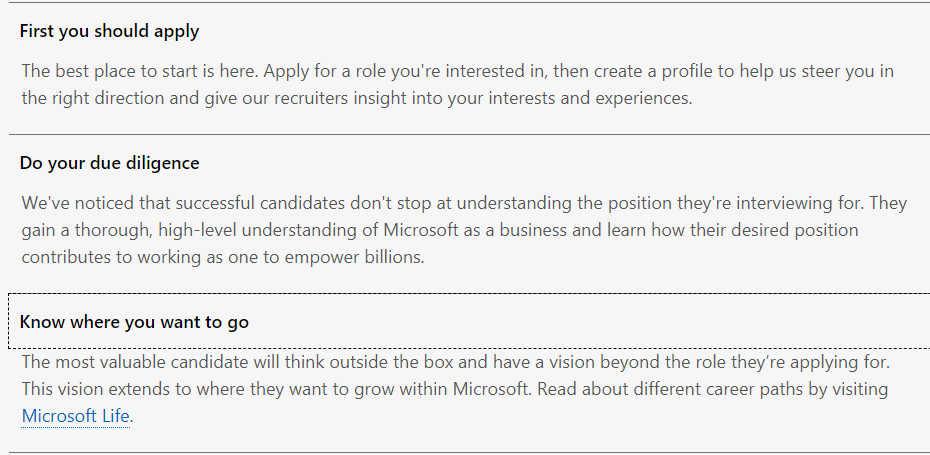 First you should apply
The best place to start is here. Apply for a role you're interested in, then create a profile to help us steer you in
the right direction and give our recruiters insight into your interests and experiences.
Do your due diligence
We've noticed that successful candidates don't stop at understanding the position they're interviewing for. They
gain a thorough, high-level understanding of Microsoft as a business and learn how their desired position
contributes to working as one to empower billions.
Know where you want to go
The most valuable candidate will think outside the box and have a vision beyond the role they’re applying for.
This vision extends to where they want to grow within Microsoft. Read about different career paths by visiting
Microsoft Life.